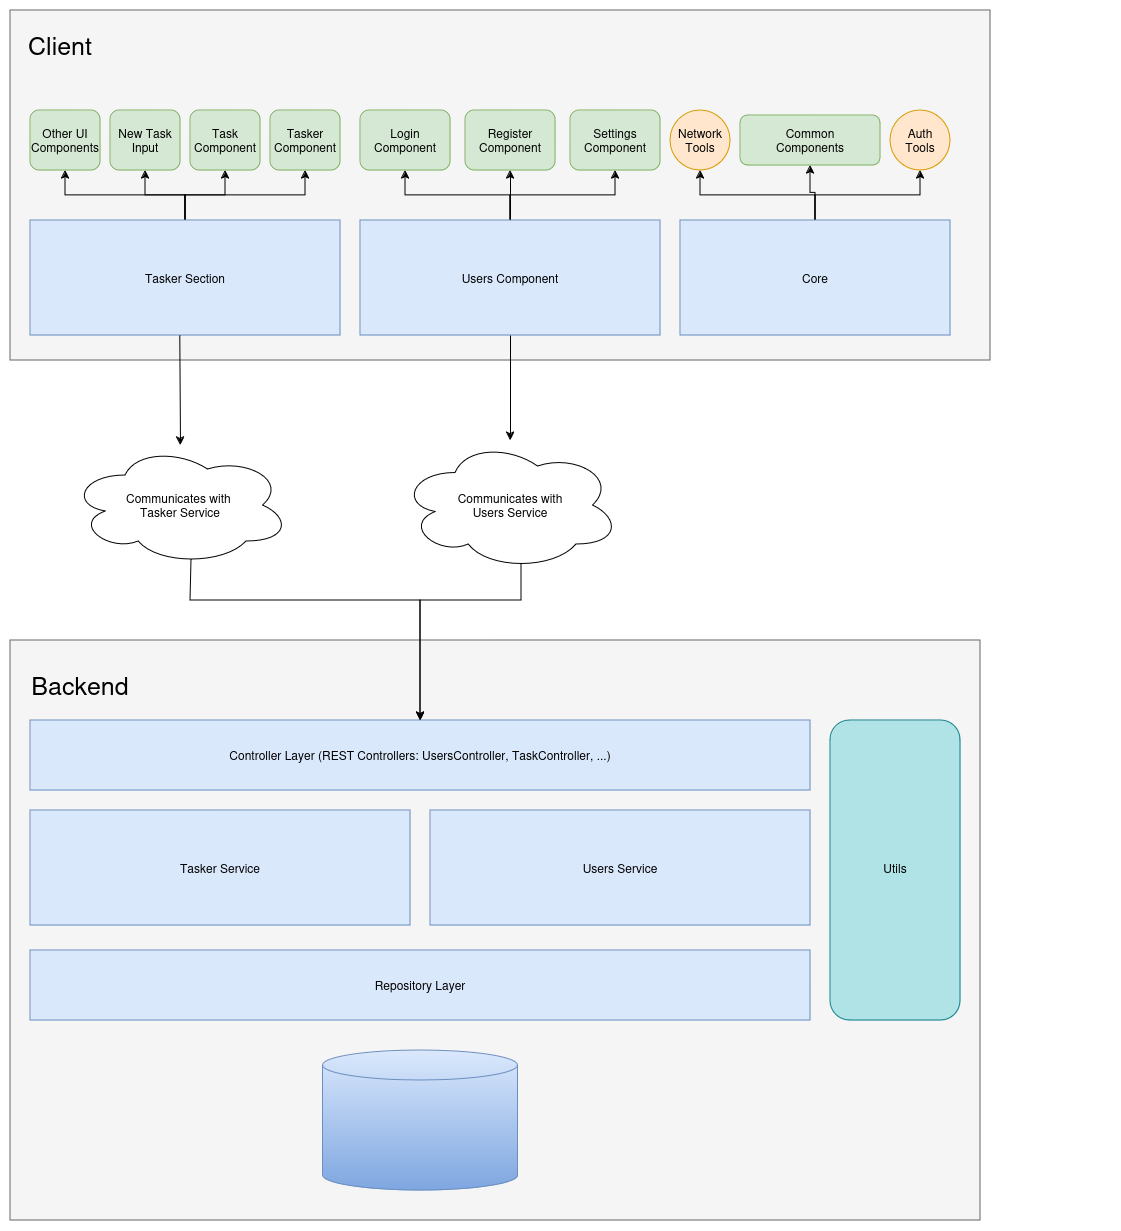 Client
Other UI
Components
New Task
Input
Task
Component
Tasker
Component
Login
Component
Register
Component
Settings
Component
Network
Tools
Common
Components
Auth
Tools
Tasker Section
Users Component
Core
Communicates with
Tasker Service
Communicates with
Users Service
Backend
Controller Layer (REST Controllers: UsersController, TaskController, ...)
Tasker Service
Users Service
Utils
Repository Layer